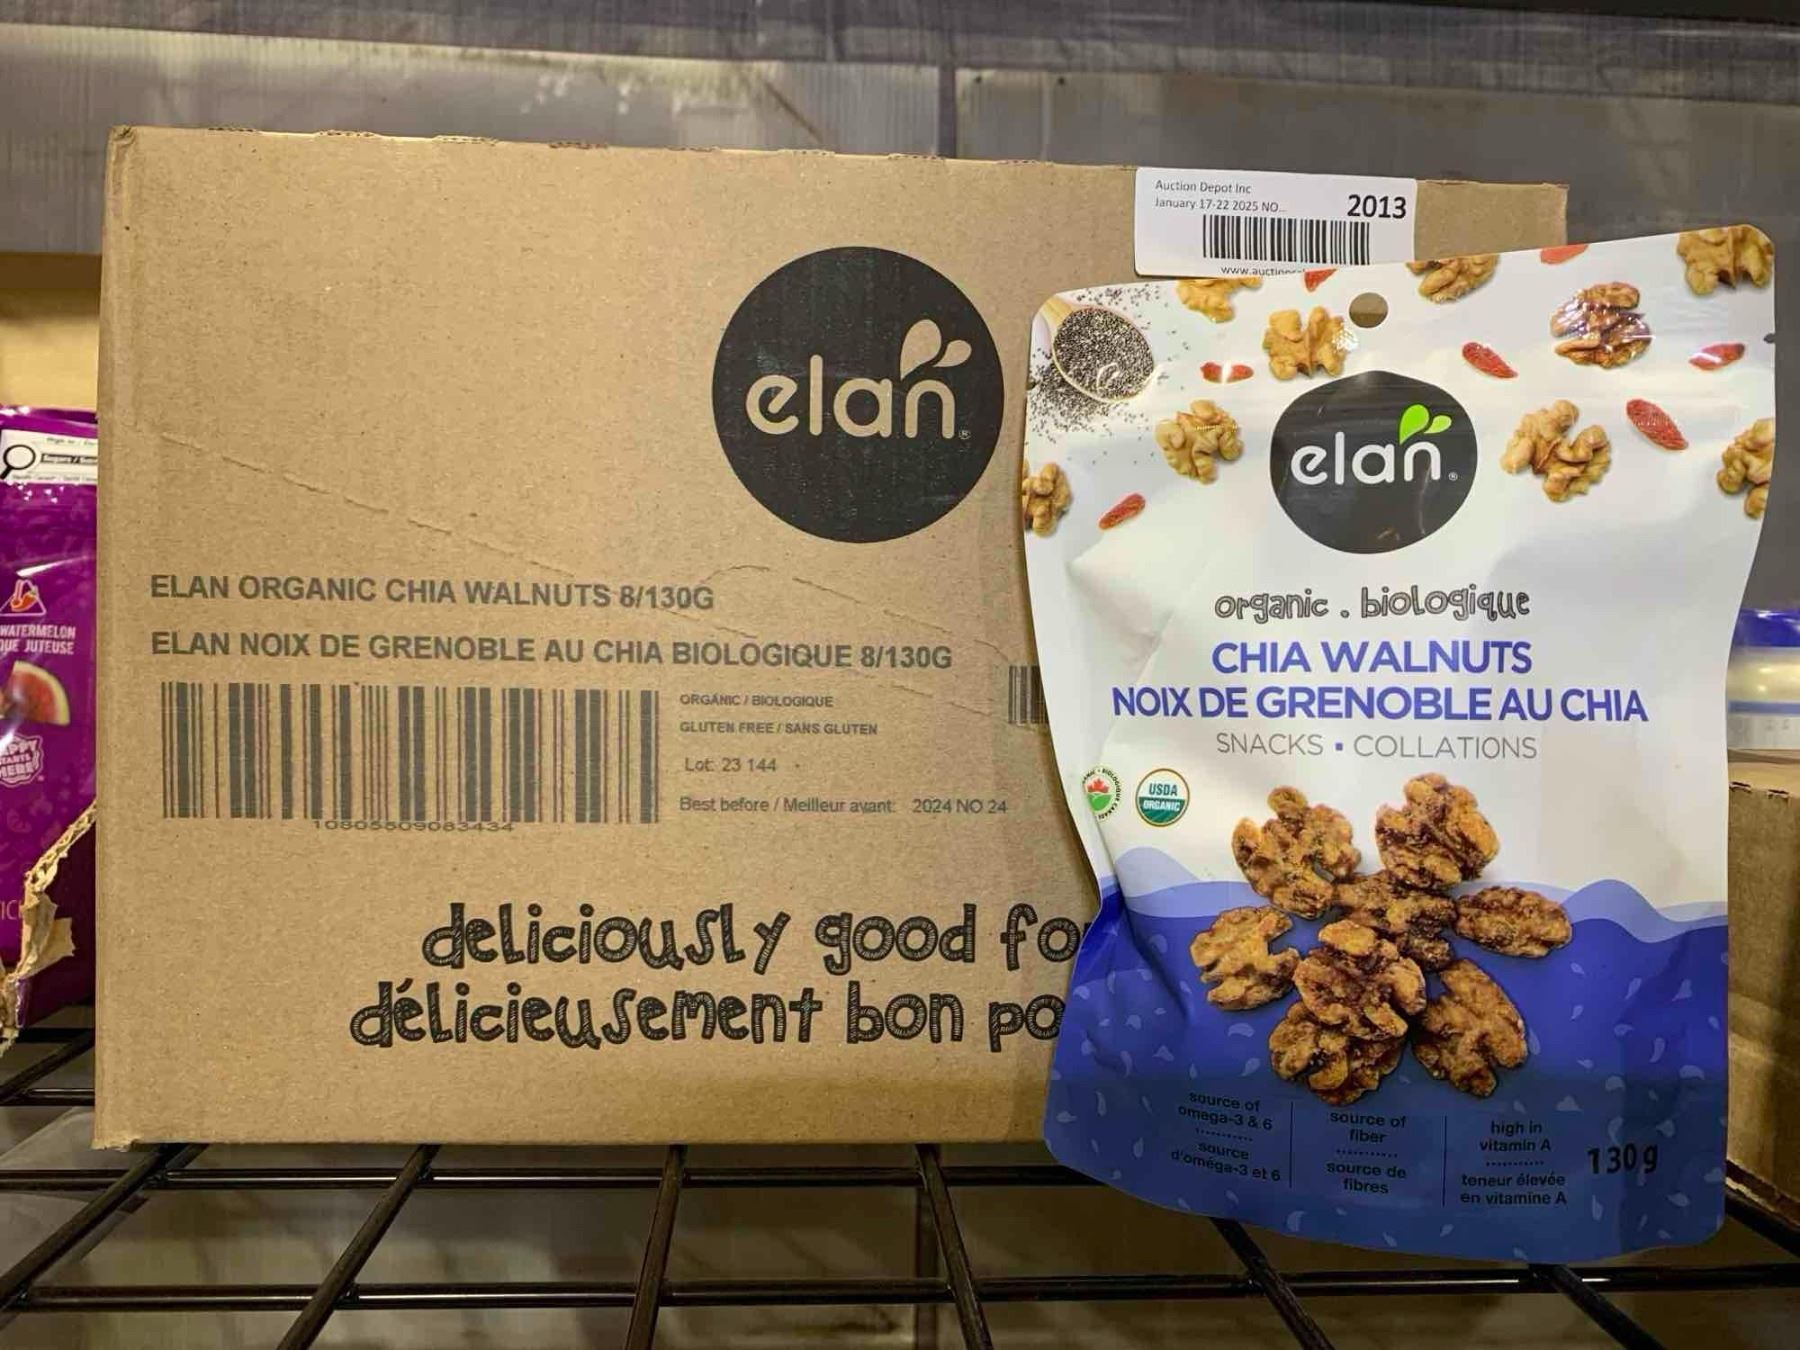 Auction Depot Inc
January 17-22 2025 NO...
2013
elan
ELAN ORGANIC CHIA WALNUTS 8/130G
ELAN NOIX DE GRENOBLE AU CHIA BIOLOGIQUE 8/130G
ORGANIC / BIOLOGIQUE
GLUTEN FREE / SANS GLUTEN
Lot: 23 144
Best before / Meilleur avant: 2024 NO 24
10805509083434
deliciously good fo
délicieusement bon po
elan
organic . biologique
CHIA WALNUTS
NOIX DE GRENOBLE AU CHIA
SNACKS ▪ COLLATIONS
USDA
ORGANIC
source of
omega-3 & 6
source
d'oméga-3 et 6
source of
fiber
source de
fibres
high in
vitamin A
teneur élevée
en vitamine A
130g
WATERMELON
QUE JUTEUSE